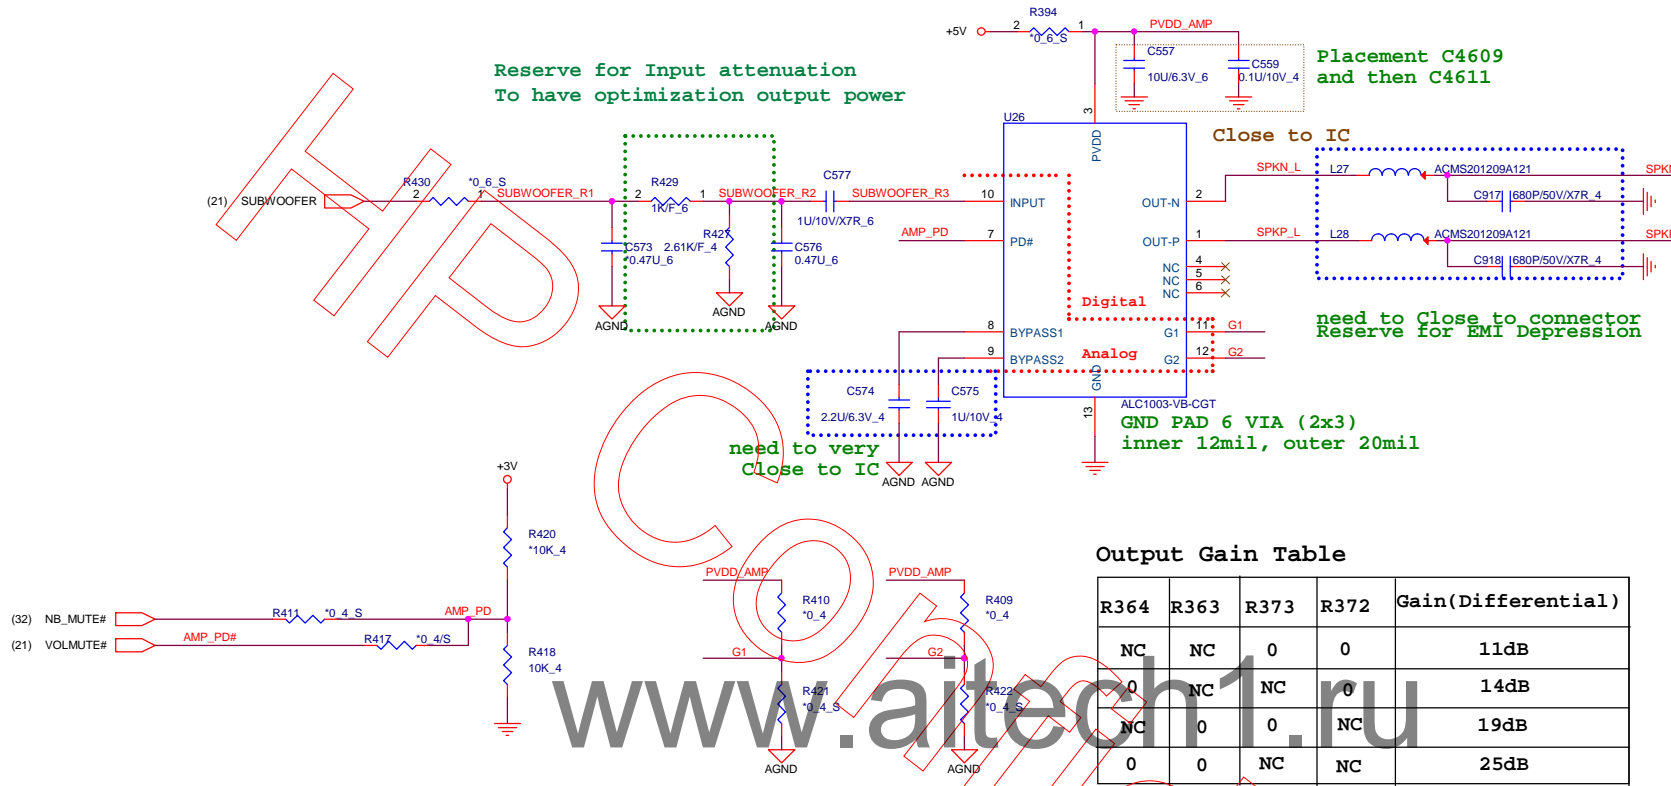 R394
+5V
2
1
PVDD_AMP
*0_6_S
C557
10U/6.3V_6
C559
0.1U/10V_4
Placement C4609
and then C4611
Reserve for Input attenuation
To have optimization output power
U26
3
PVDD
Close to IC
(21)
SUBWOOFER
R430
2
1
*0_6_S
SUBWOOFER_R1
2
R429
1
1K/F_6
SUBWOOFER_R2
C577
1U/10V/X7R_6
SUBWOOFER_R3
10
INPUT
AMP_PD
7
PD#
C573
*0.47U_6
R427
2.61K/F_4
C576
0.47U_6
AGND
AGND
AGND
OUT-N
2
SPKN_L
L27
ACMS201209A121
C917
680P/50V/X7R_4
OUT-P
1
SPKP_L
L28
ACMS201209A121
C918
680P/50V/X7R_4
NC
4
NC
5
NC
6
Digital
Analog
8
BYPASS1
9
BYPASS2
G1
11
G1
G2
12
G2
GND
13
ALC1003-VB-CGT
need to Close to connector
Reserve for EMI Depression
C574
2.2U/6.3V_4
C575
1U/10V_4
need to very
Close to IC
AGND
AGND
GND PAD 6 VIA (2x3)
inner 12mil, outer 20mil
+3V
R420
*10K_4
(32)
NB_MUTE#
R411
*0_4_S
AMP_PD
(21)
VOLMUTE#
AMP_PD#
R417
*0_4/S
R418
10K_4
PVDD_AMP
R410
*0_4
G1
R421
*0_4_S
AGND
PVDD_AMP
R409
*0_4
G2
R422
*0_4_S
AGND
Output Gain Table
R364 R363 R373 R372 Gain(Differential)
NC NC 0 0 11dB
0 NC NC 0 14dB
NC 0 0 NC 19dB
0 0 NC NC 25dB
www.aitech1.ru